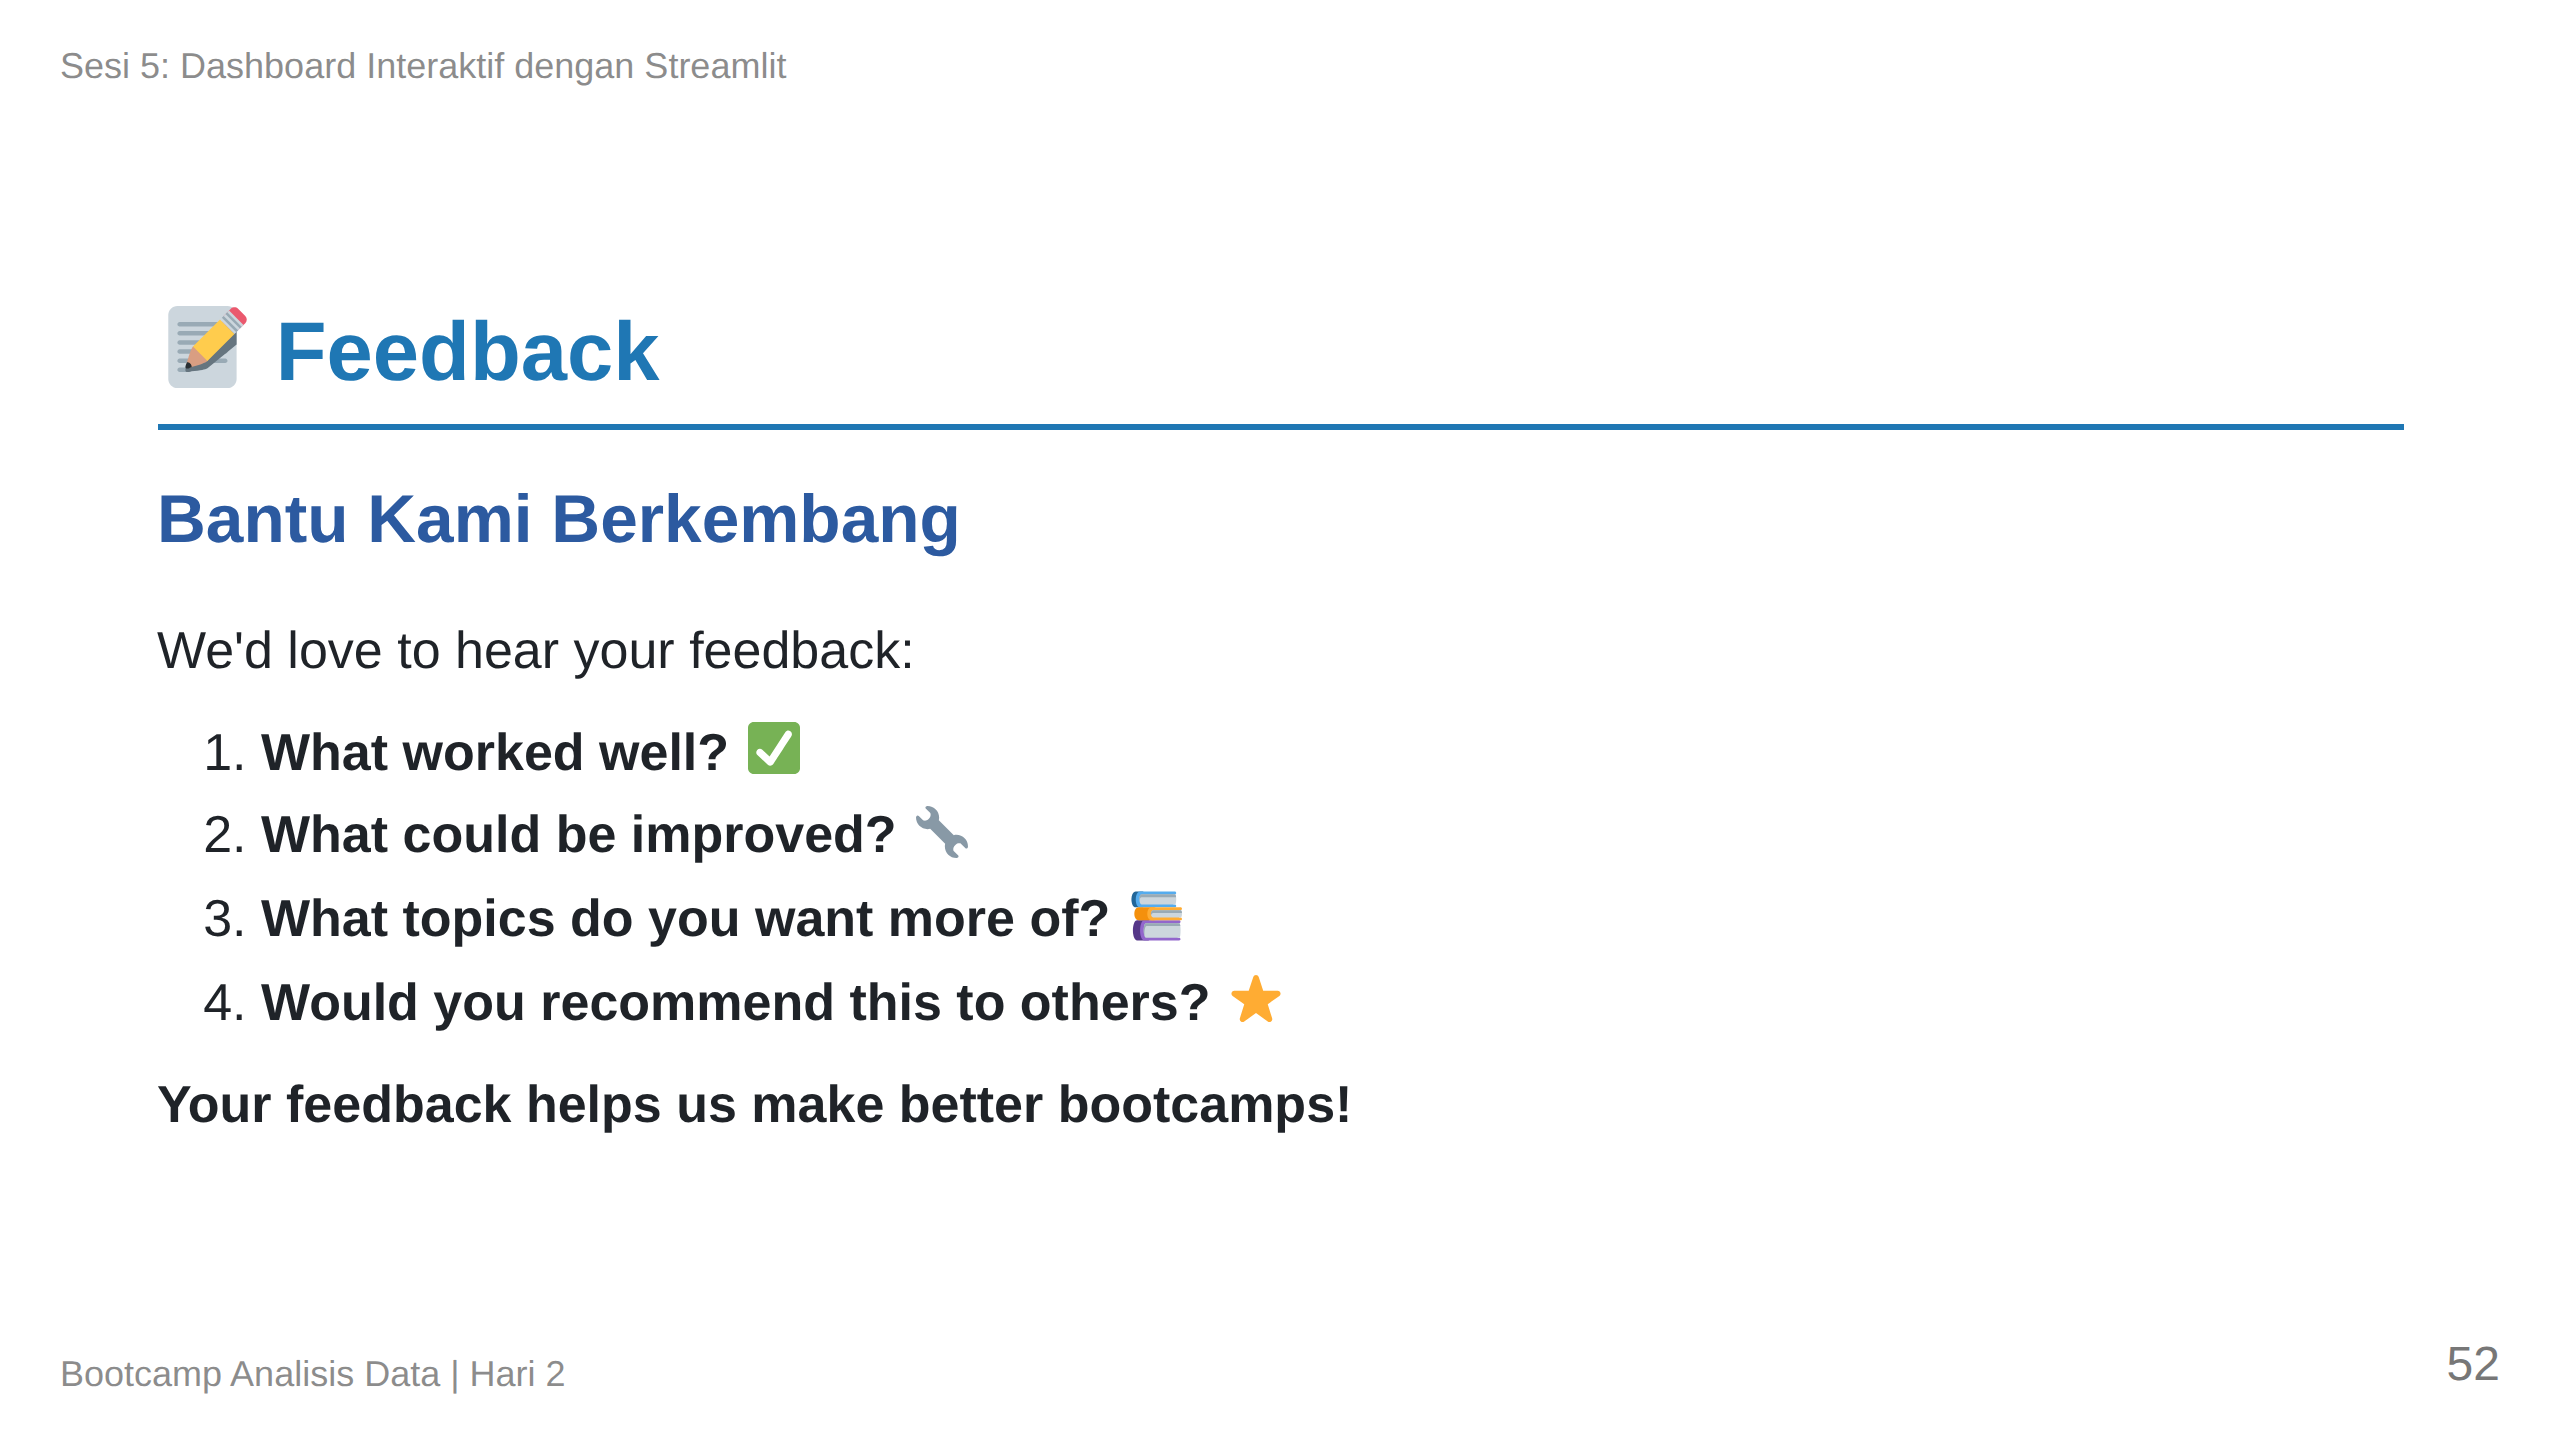 Sesi 5: Dashboard Interaktif dengan Streamlit
📝 Feedback
Bantu Kami Berkembang
We'd love to hear your feedback:
1. What worked well? ✅
2. What could be improved? 🔧
3. What topics do you want more of? 📚
4. Would you recommend this to others? ⭐
Your feedback helps us make better bootcamps!
Bootcamp Analisis Data | Hari 2
52